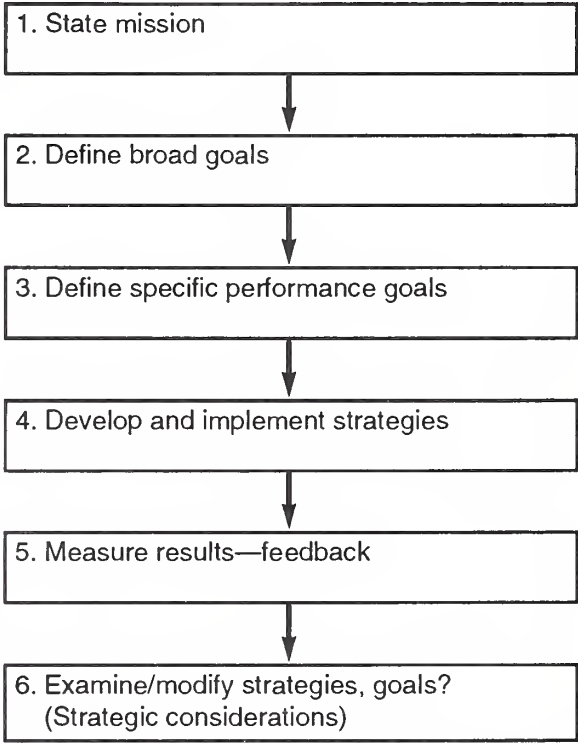 1. State mission
2. Define broad goals
3. Define specific performance goals
4. Develop and implement strategies
5. Measure results—feedback
6. Examine/modify strategies, goals?
(Strategic considerations)